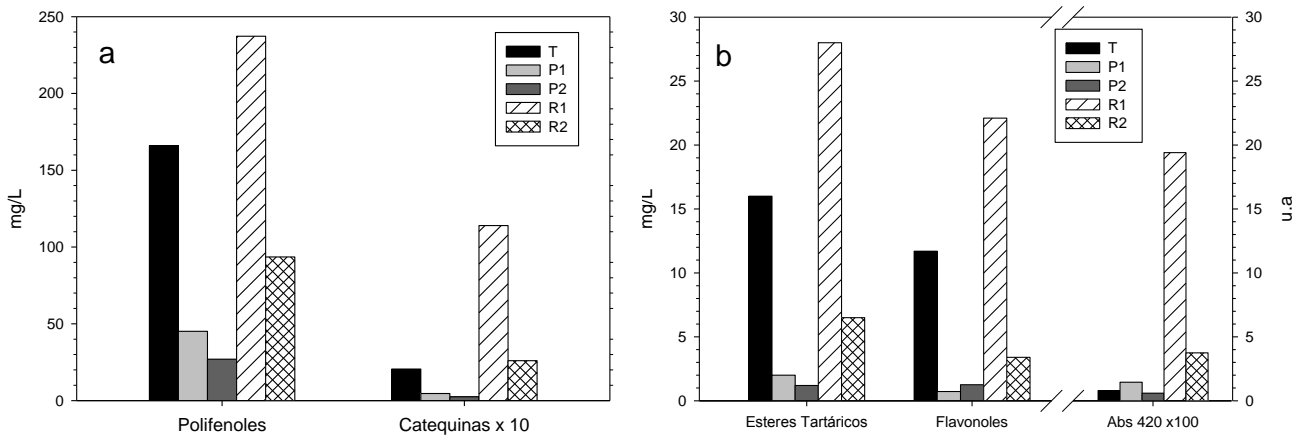 a
mg/L
250
200
150
100
50
0
T
P1
P2
R1
R2
Polifenoles
Catequinas x 10
b
mg/L
30
25
20
15
10
5
0
T
P1
P2
R1
R2
30
25
20
15
10
5
0
u.a
Esteres Tartáricos
Flavonoles
Abs 420 x100